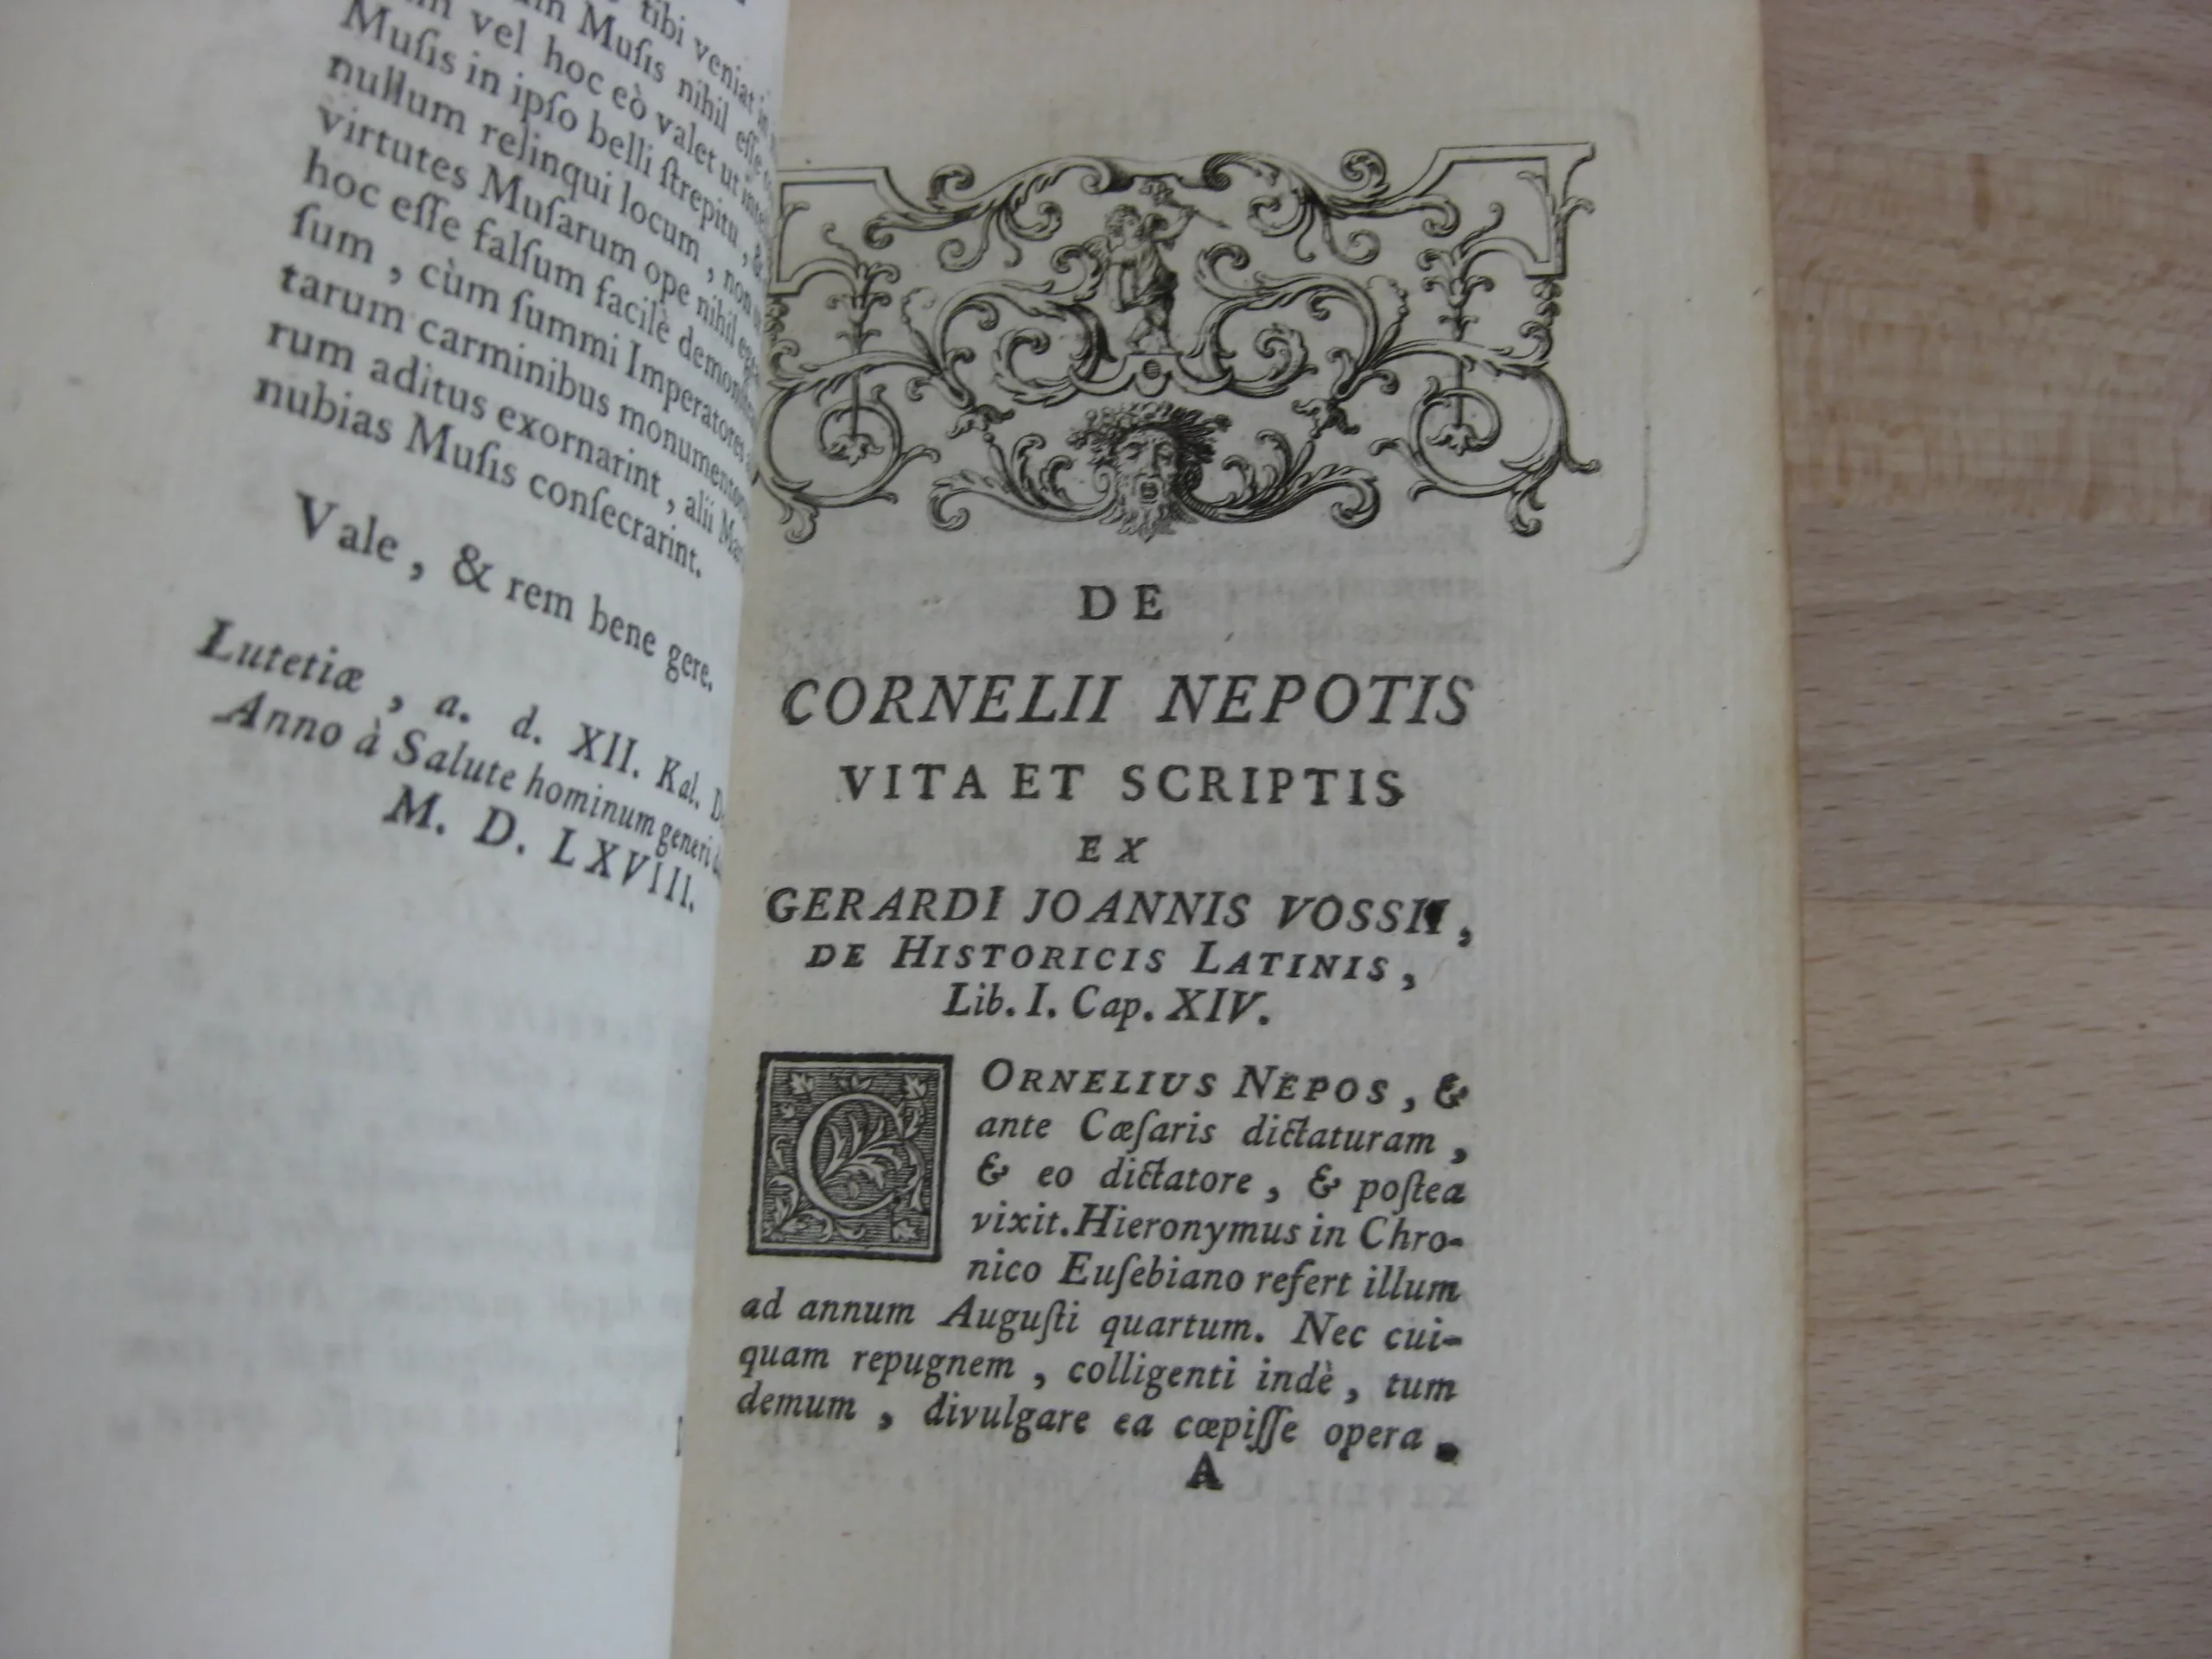 tibi veniat in
Muſis nihil eſſe
vel hoc eò valet ut
Muſis in ipſo belli ſtrepitu, &
nullum relinqui locum, non
virtutes Muſarum ope nihil
hoc eſſe falſum facilè
ſum, cùm ſummi Imperatores
tarum carminibus
rum aditus exornarint, alii
nubias Muſis conſecrarint.
Vale, & rem bene gere.
Lutetiæ, a. d. XII. Kal.
Anno à Salute hominum generi
M. D. LXVIII.
DE
CORNELII NEPOTIS
VITA ET SCRIPTIS
EX
GERARDI JOANNIS VOSSII,
DE HISTORICIS LATINIS,
Lib. I. Cap. XIV.
CORNELIUS NEPOS, &
ante Cæſaris dictaturam,
& eo dictatore, & poſtea
vixit. Hieronymus in Chro-
nico Euſebiano refert illum
ad annum Auguſti quartum. Nec cui-
quam repugnem, colligenti indè, tum
demum, divulgare ea cœpiſſe opera.
A